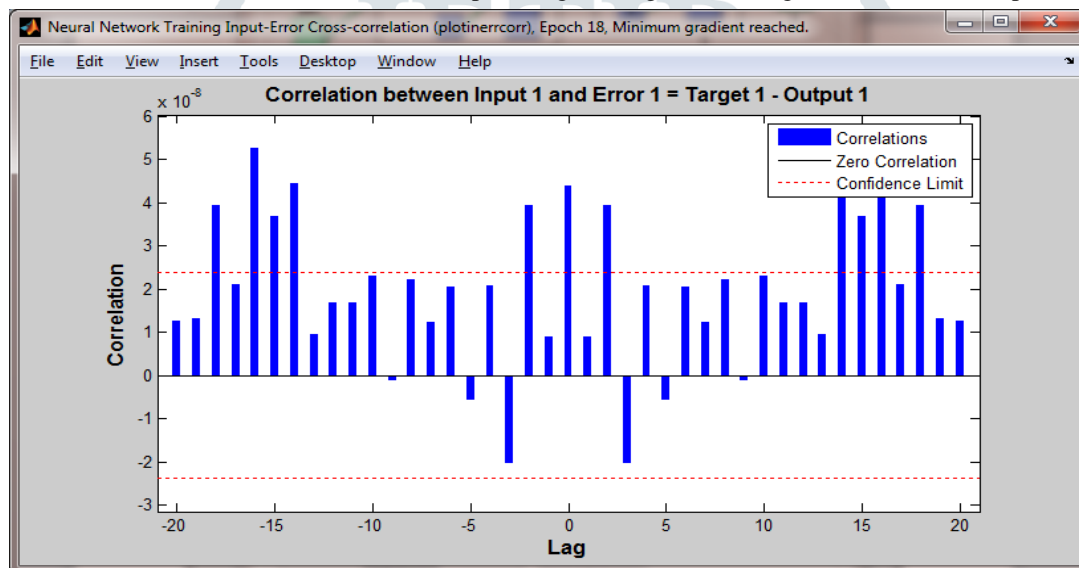 Neural Network Training Input-Error Cross-correlation (plotinerrcorr), Epoch 18, Minimum gradient reached.
File Edit View Insert Tools Desktop Window Help
x 10^-8
Correlation between Input 1 and Error 1 = Target 1 - Output 1
Correlations
Zero Correlation
Confidence Limit
6
5
4
3
2
1
0
-1
-2
-3
Correlation
-20 -15 -10 -5 0 5 10 15 20
Lag